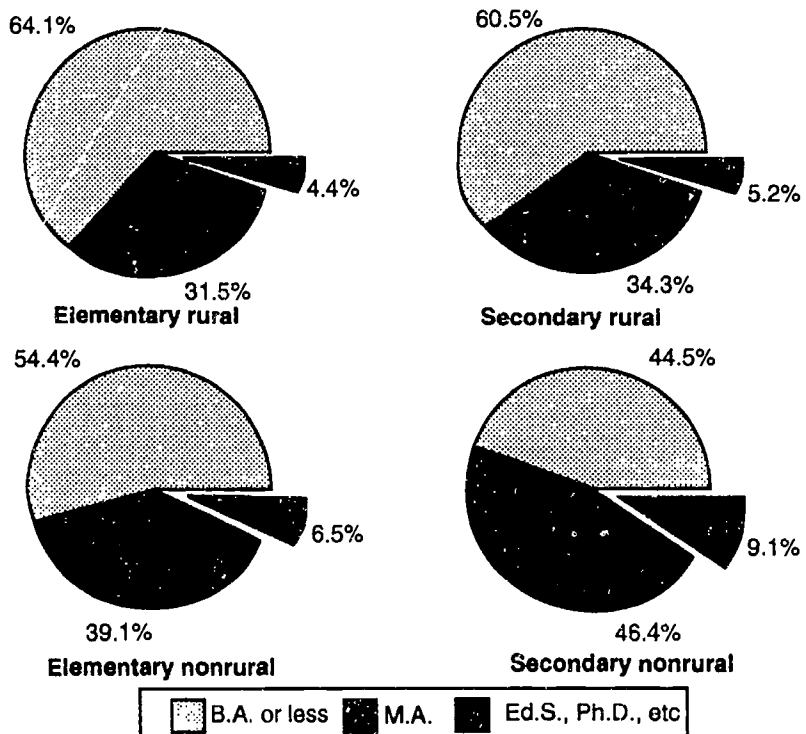 64.1%
60.5%
4.4%
5.2%
31.5%
34.3%
Elementary rural
Secondary rural
54.4%
44.5%
6.5%
9.1%
39.1%
46.4%
Elementary nonrural
Secondary nonrural
B.A. or less M.A. Ed.S., Ph.D., etc